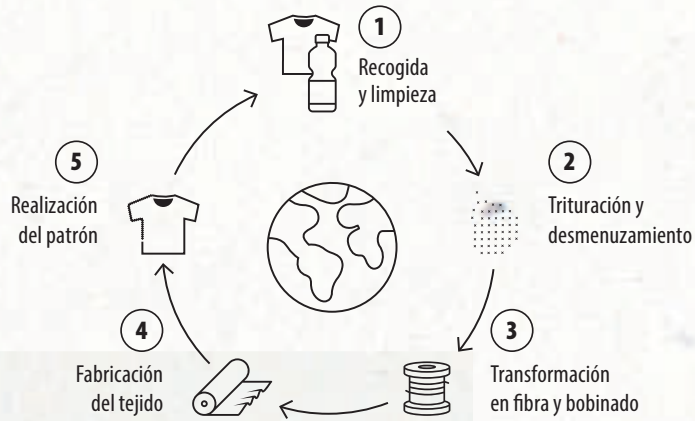 1
Recogida
y limpieza
2
Trituración y
desmenuzamiento
3
Transformación
en fibra y bobinado
4
Fabricación
del tejido
5
Realización
del patrón